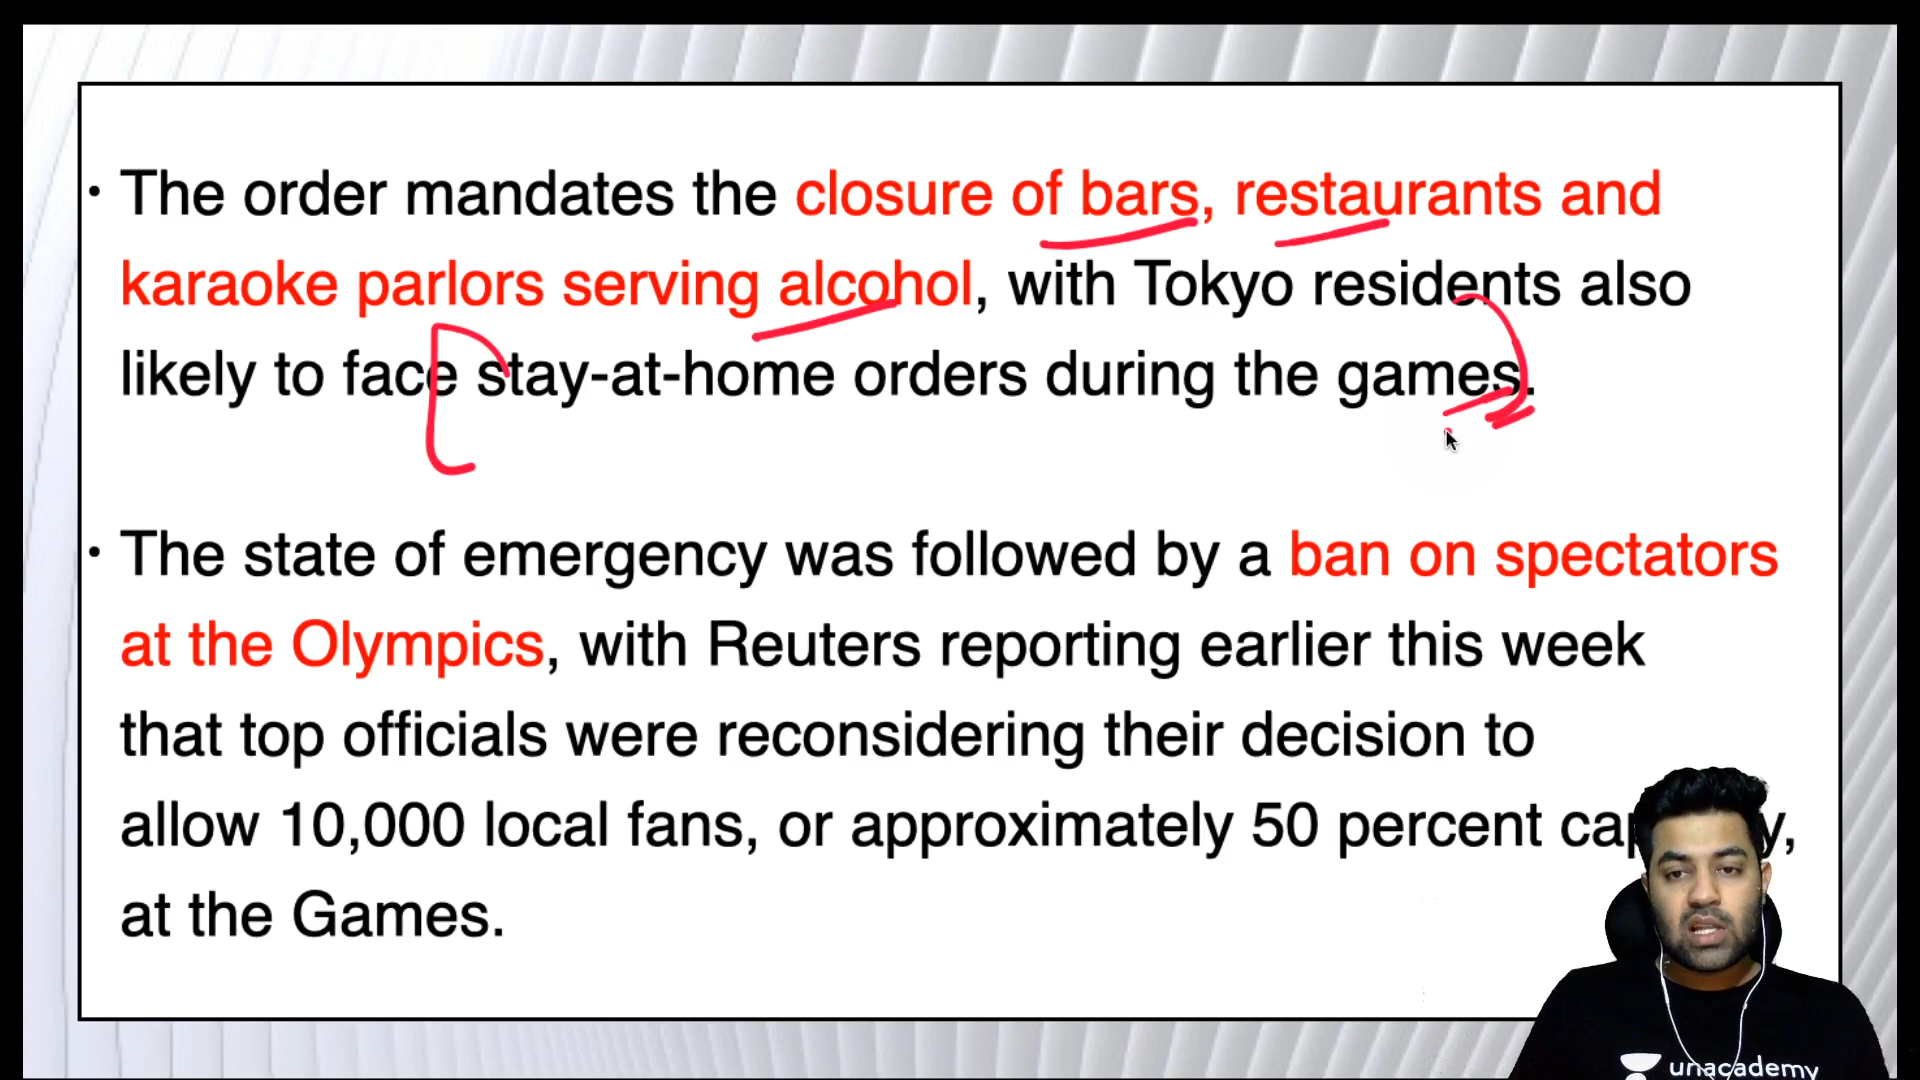 • The order mandates the closure of bars, restaurants and
karaoke parlors serving alcohol, with Tokyo residents also
likely to face stay-at-home orders during the games.
• The state of emergency was followed by a ban on spectators
at the Olympics, with Reuters reporting earlier this week
that top officials were reconsidering their decision to
allow 10,000 local fans, or approximately 50 percent
at the Games.
unacademy